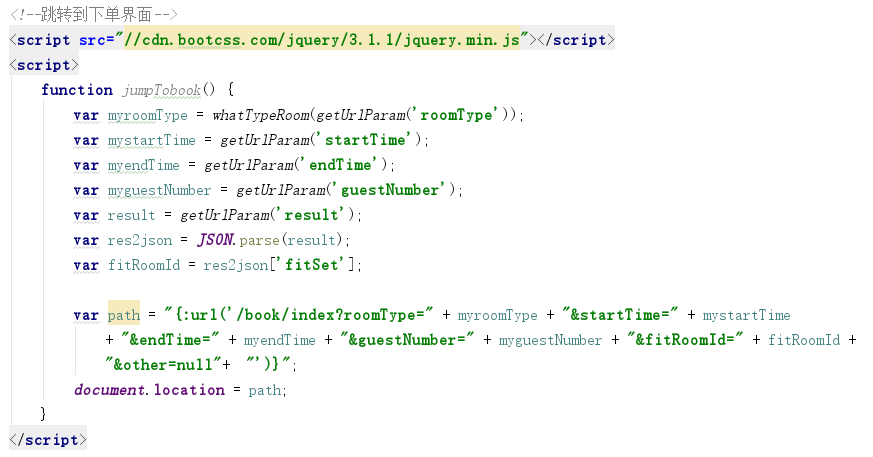 <!--跳转到下单界面-->
<script src="//cdn.bootcss.com/jquery/3.1.1/jquery.min.js"></script>
<script>
    function jumpTobook() {
        var myroomType = whatTypeRoom(getUrlParam('roomType'));
        var mystartTime = getUrlParam('startTime');
        var myendTime = getUrlParam('endTime');
        var myguestNumber = getUrlParam('guestNumber');
        var result = getUrlParam('result');
        var res2json = JSON.parse(result);
        var fitRoomId = res2json['fitSet'];

        var path = "{:url('/book/index?roomType=" + myroomType + "&startTime=" + mystartTime
            + "&endTime=" + myendTime + "&guestNumber=" + myguestNumber + "&fitRoomId=" + fitRoomId +
            "&other=null"+  "')}";
        document.location = path;
    }
</script>